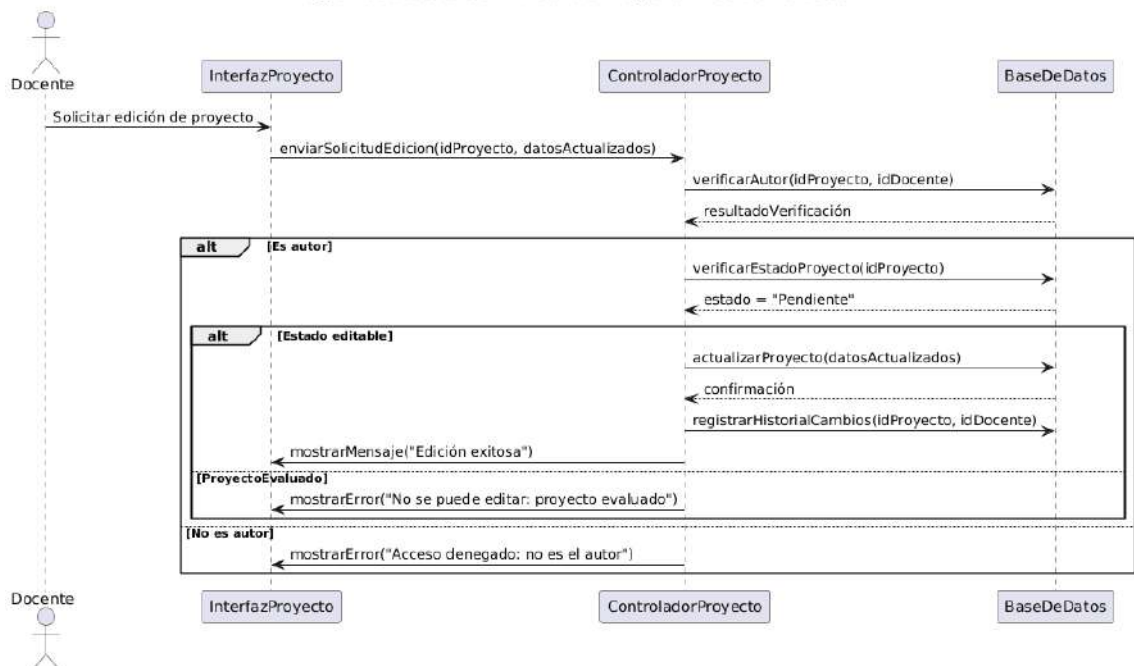 Docente
InterfazProyecto
ControladorProyecto
BaseDeDatos
Solicitar edición de proyecto
enviarSolicitudEdicion(idProyecto, datosActualizados)
verificarAutor(idProyecto, idDocente)
resultadoVerificación
alt [Es autor]
verificarEstadoProyecto(idProyecto)
estado = "Pendiente"
alt [Estado editable]
actualizarProyecto(datosActualizados)
confirmación
registrarHistorialCambios(idProyecto, idDocente)
mostrarMensaje("Edición exitosa")
[ProyectoEvaluado]
mostrarError("No se puede editar: proyecto evaluado")
[No es autor]
mostrarError("Acceso denegado: no es el autor")
Docente
InterfazProyecto
ControladorProyecto
BaseDeDatos